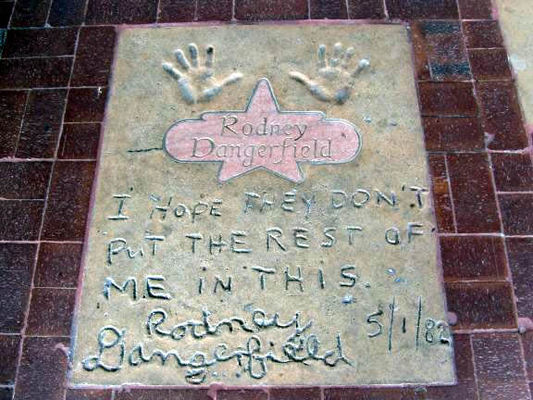 Rodney
Dangerfield
I HOPE THEY DON'T
PUT THE REST OF
ME IN THIS.
Rodney 5/1/82
Dangerfield